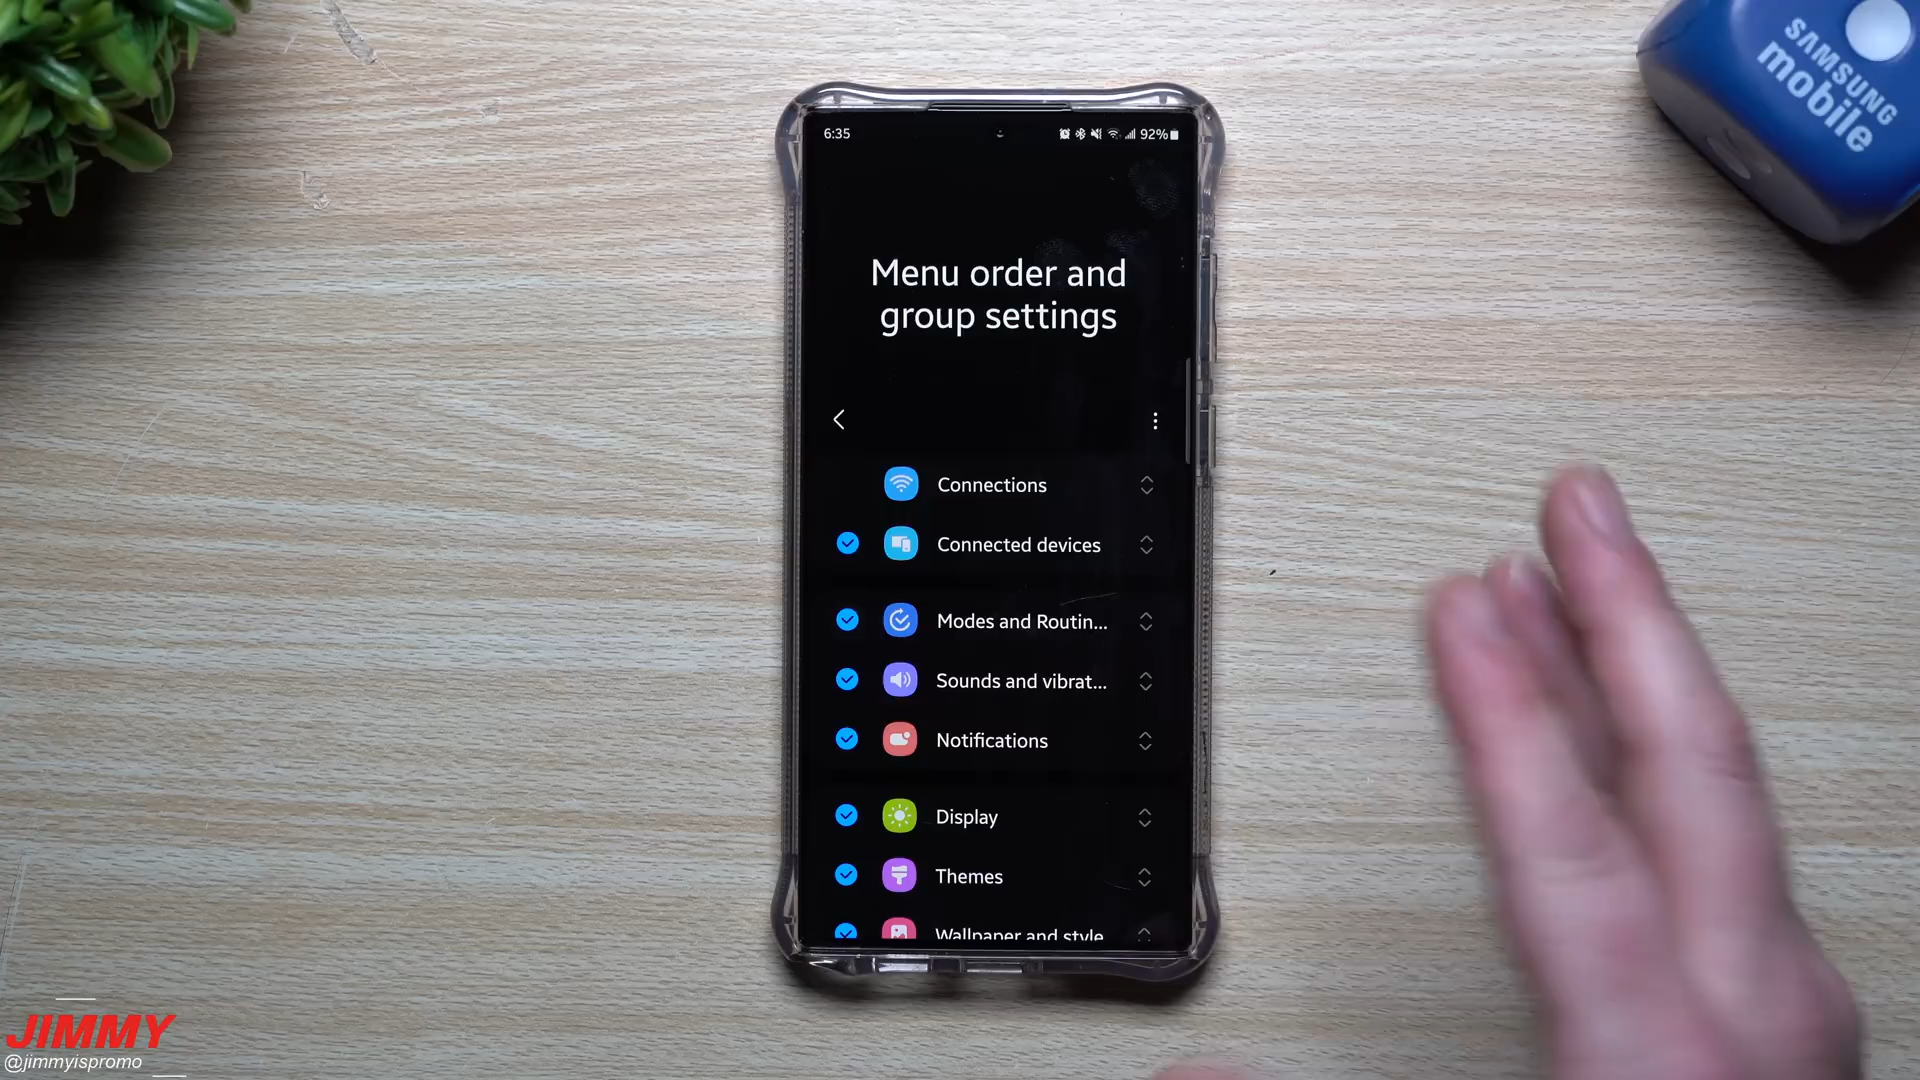 SAMSUNG
mobile
6:35
92%
Menu order and
group settings
Connections
Connected devices
Modes and Routin...
Sounds and vibrat...
Notifications
Display
Themes
Wallpaper and style
JIMMY
@jimmyispromo